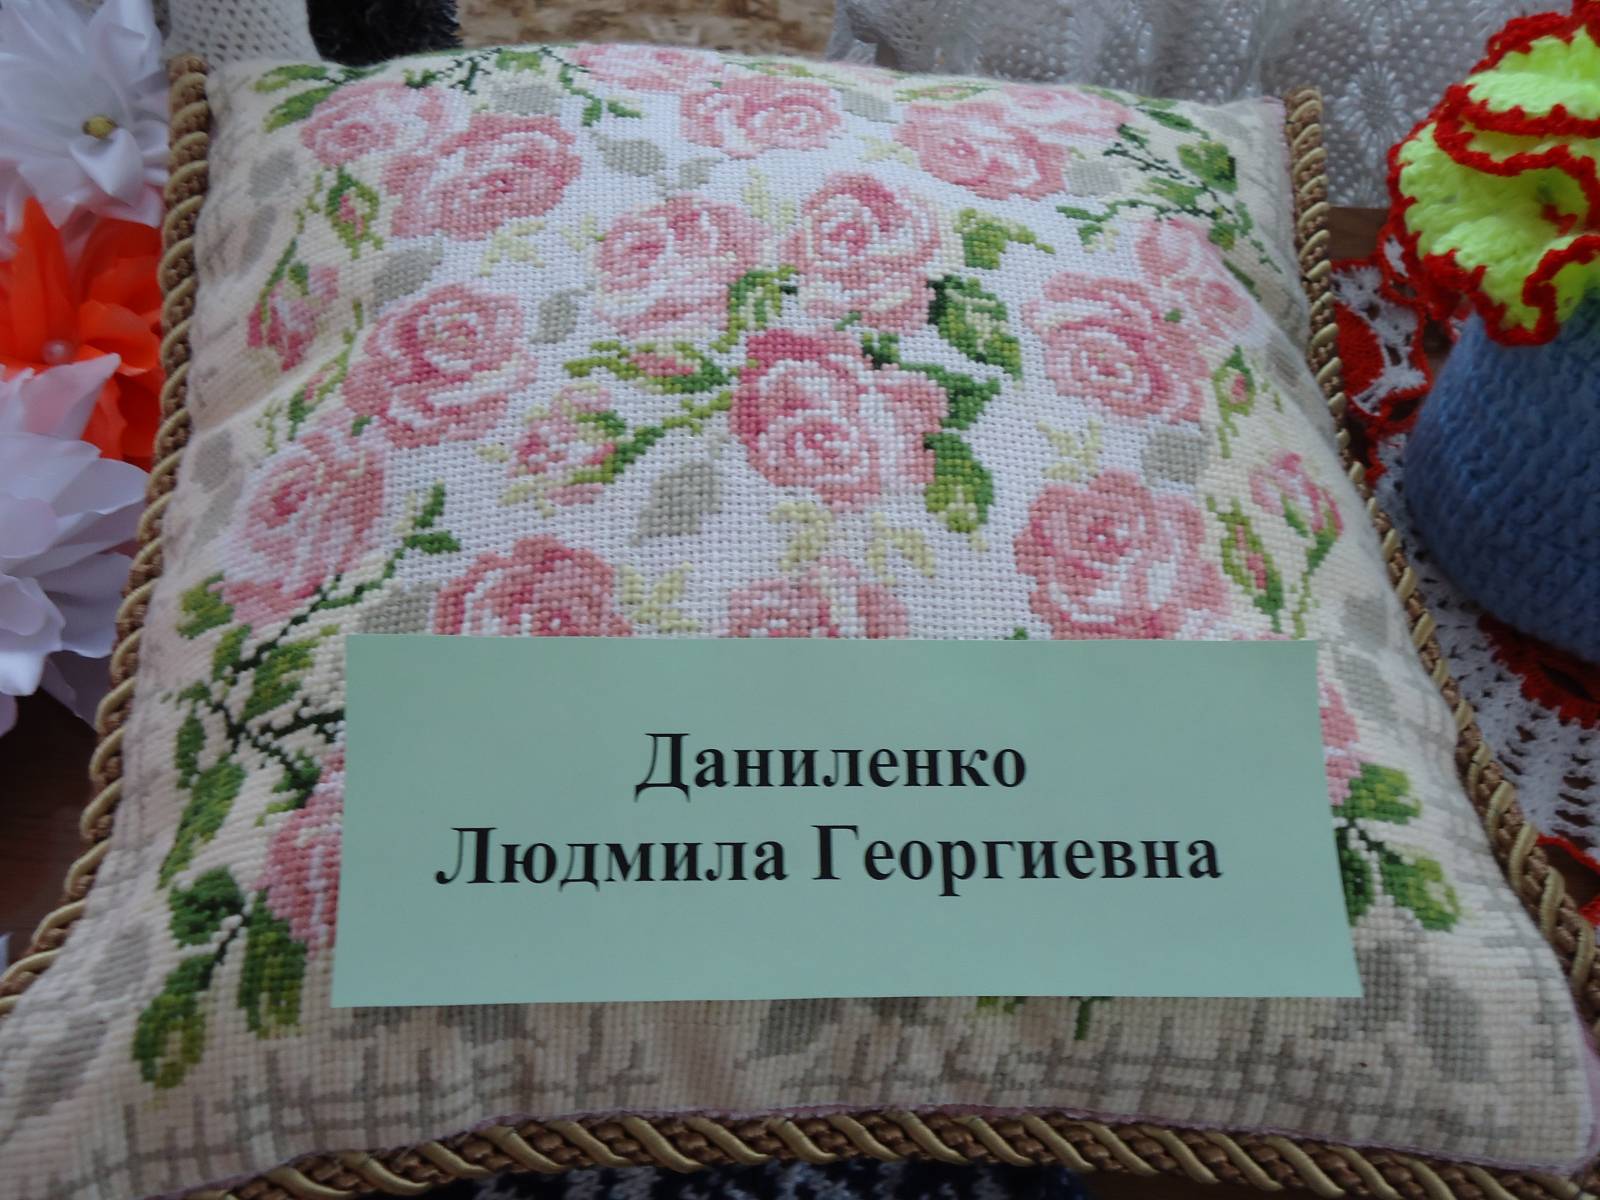 Даниленко
Людмила Георгиевна